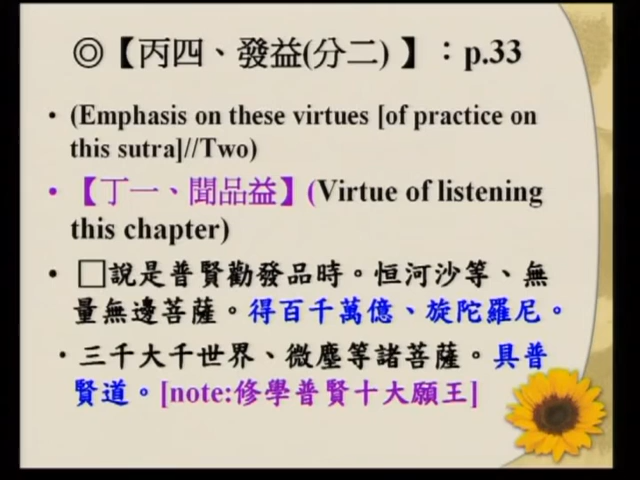 ◎【丙四、發益(分二) 】：p.33
• (Emphasis on these virtues [of practice on
this sutra]//Two)
• 【丁一、聞品益】(Virtue of listening
this chapter)
• □說是普賢勸發品時。恒河沙等、無
量無邊菩薩。得百千萬億、旋陀羅尼。
• 三千大千世界、微塵等諸菩薩。具普
賢道。[note:修學普賢十大願王]